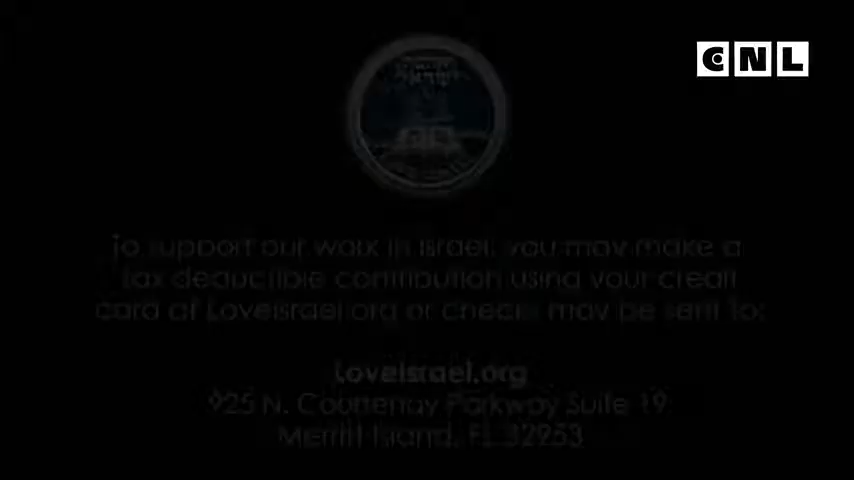 CNL
To support our work in Israel, you may make a
tax deductible contribution using your credit
card at LoveIsrael.org or checks may be sent to:
LoveIsrael.org
925 N. Courtenay Parkway Suite 19
Merritt Island, FL 32953